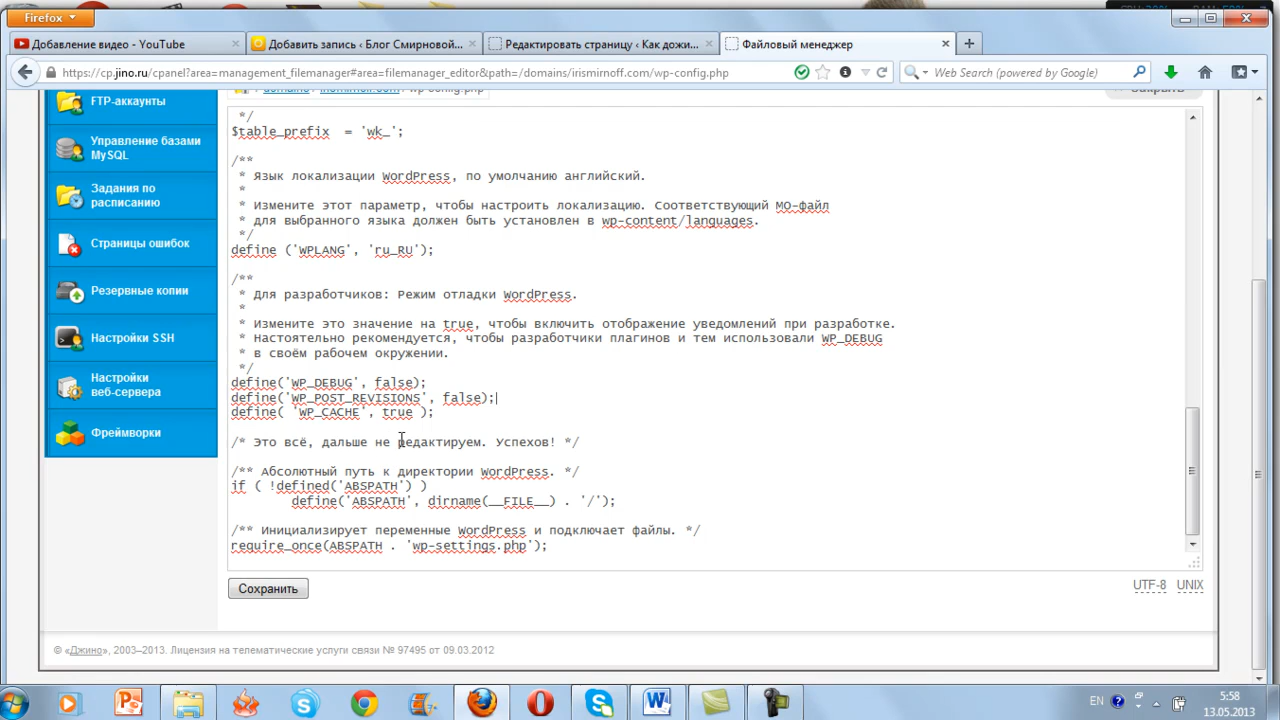 Firefox
Добавление видео - YouTube
Добавить запись ‹ Блог Смирновой...
Редактировать страницу ‹ Как дожи...
Файловый менеджер
https://cp.jino.ru/cpanel?area=management_filemanager#area=filemanager_editor&path=/domains/irismirnoff.com/wp-config.php
Web Search (powered by Google)
FTP-аккаунты
Управление базами
MySQL
Задания по
расписанию
Страницы ошибок
Резервные копии
Настройки SSH
Настройки
веб-сервера
Фреймворки
*/
$table_prefix  = 'wk_';
/**
* Язык локализации WordPress, по умолчанию английский.
*
* Измените этот параметр, чтобы настроить локализацию. Соответствующий MO-файл
* для выбранного языка должен быть установлен в wp-content/languages.
*/
define ('WPLANG', 'ru_RU');
/**
* Для разработчиков: Режим отладки WordPress.
*
* Измените это значение на true, чтобы включить отображение уведомлений при разработке.
* Настоятельно рекомендуется, чтобы разработчики плагинов и тем использовали WP_DEBUG
* в своём рабочем окружении.
*/
define('WP_DEBUG', false);
define('WP_POST_REVISIONS', false);
define( 'WP_CACHE', true );
/* Это всё, дальше не редактируем. Успехов! */
/** Абсолютный путь к директории WordPress. */
if ( !defined('ABSPATH') )
define('ABSPATH', dirname(__FILE__) . '/');
/** Инициализирует переменные WordPress и подключает файлы. */
require_once(ABSPATH . 'wp-settings.php');
Сохранить
UTF-8 UNIX
© «Джино», 2003–2013. Лицензия на телематические услуги связи № 97495 от 09.03.2012
EN
5:58
13.05.2013